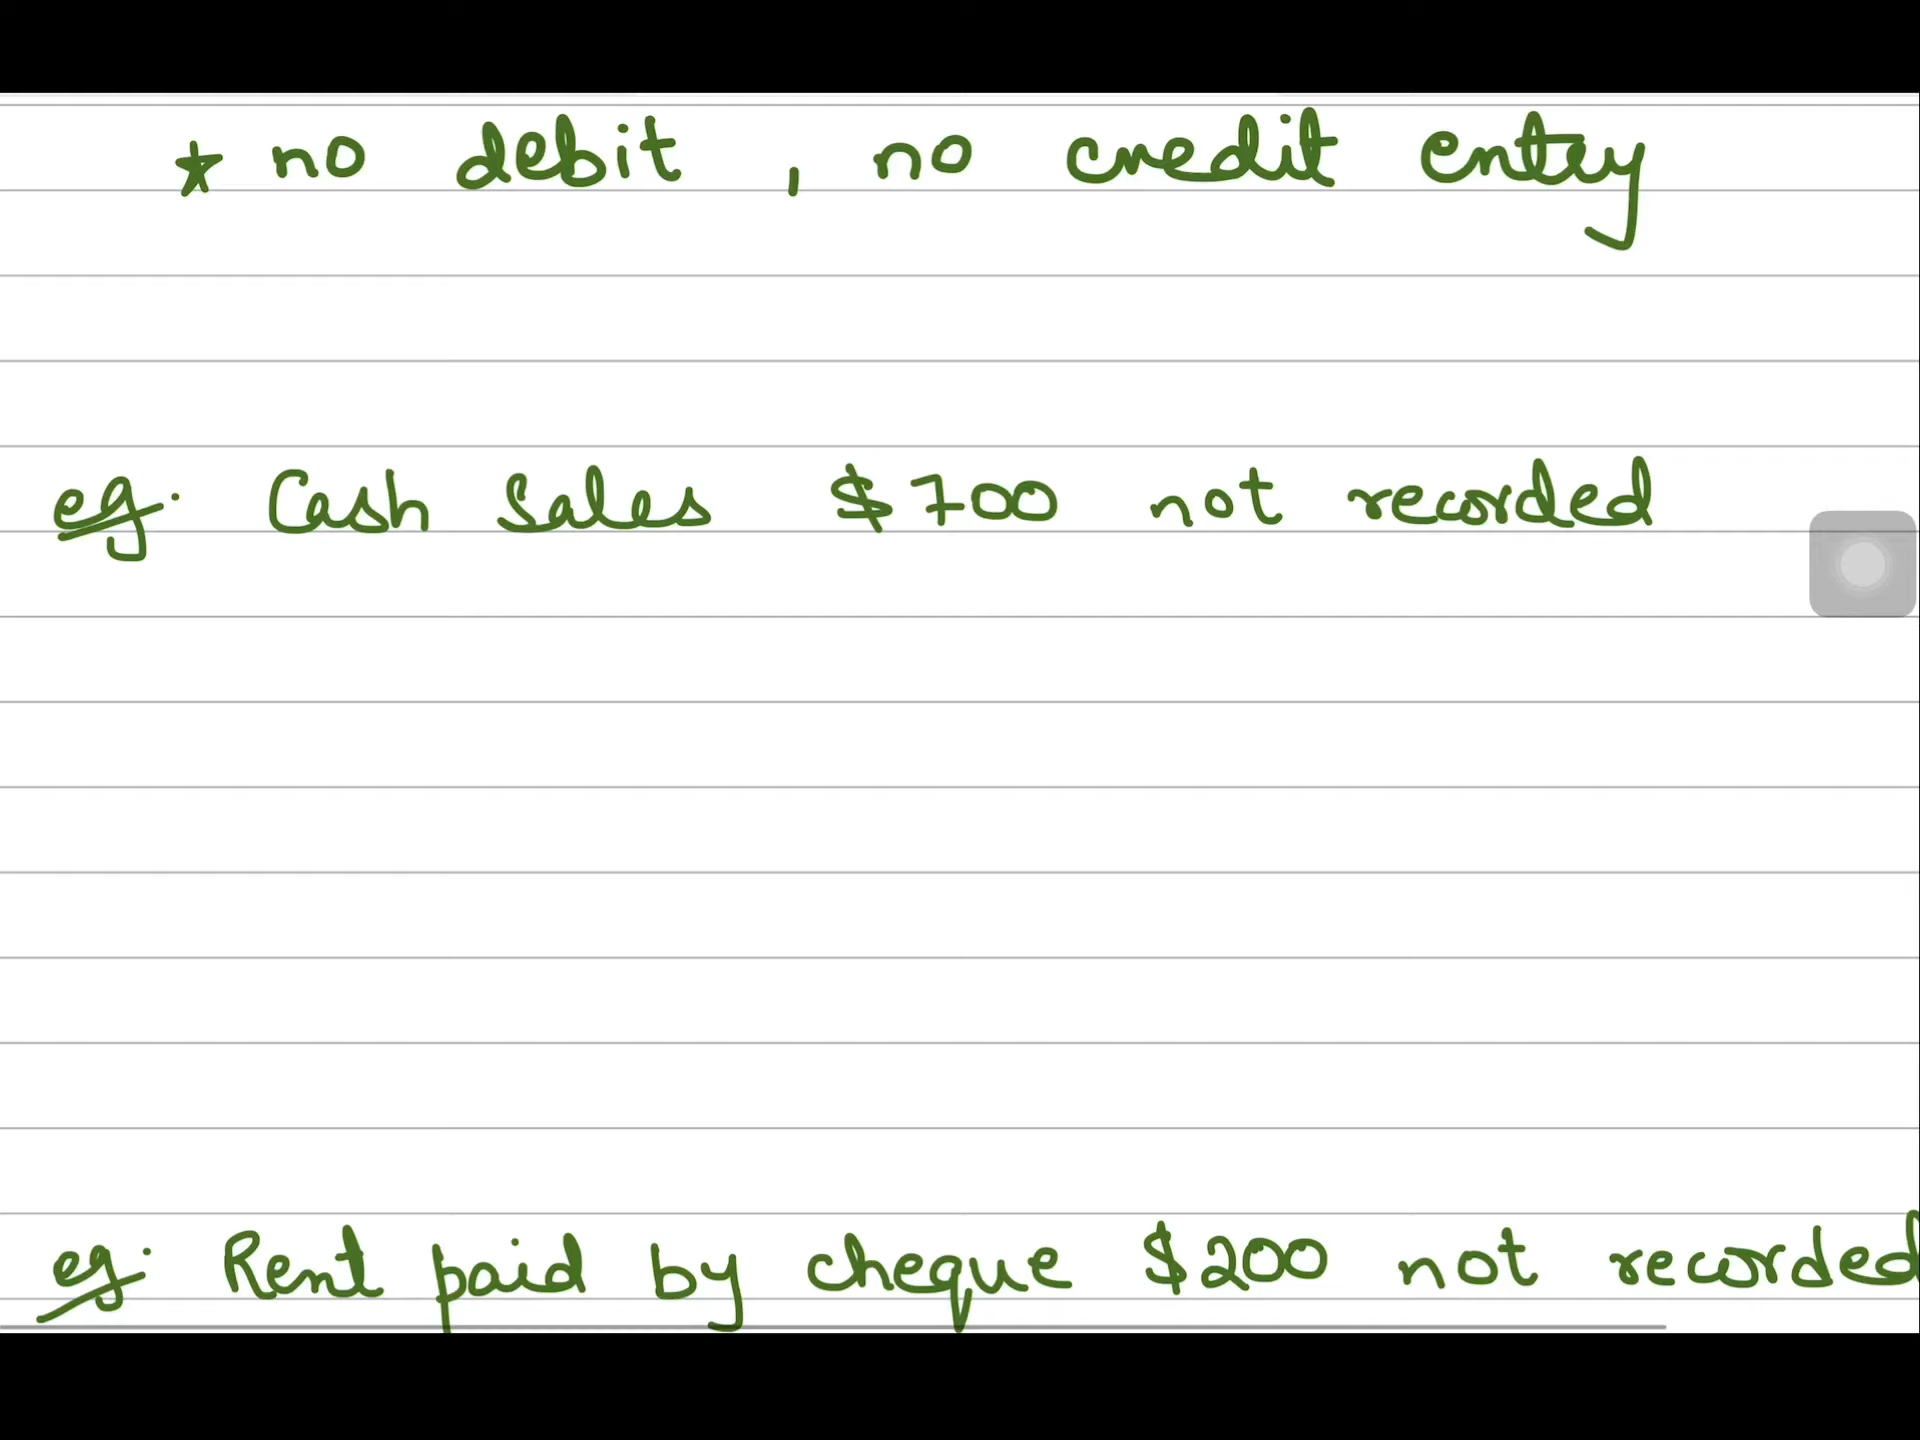 * no debit , no credit entry
eg. Cash Sales $700 not recorded
eg. Rent paid by cheque $200 not recorded